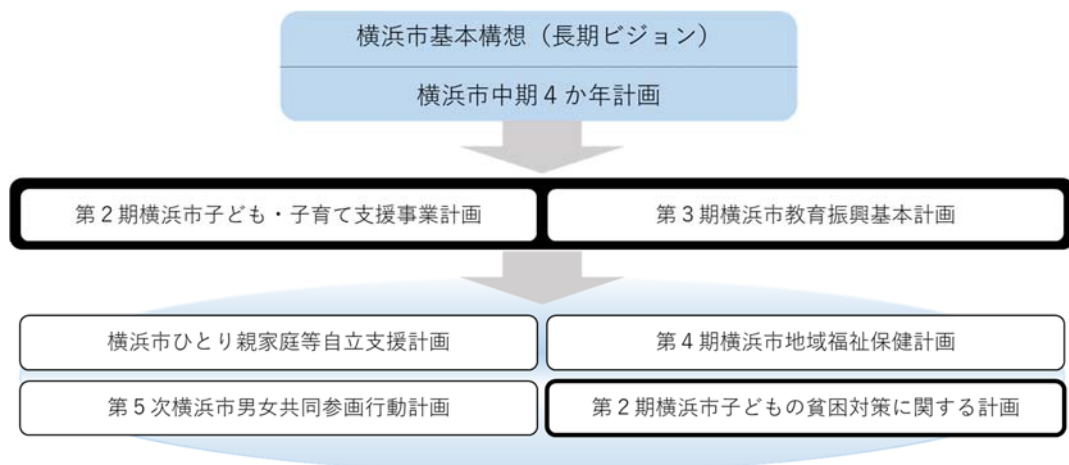 横浜市基本構想（長期ビジョン）
横浜市中期４か年計画
第２期横浜市子ども・子育て支援事業計画
第３期横浜市教育振興基本計画
横浜市ひとり親家庭等自立支援計画
第４期横浜市地域福祉保健計画
第５次横浜市男女共同参画行動計画
第２期横浜市子どもの貧困対策に関する計画